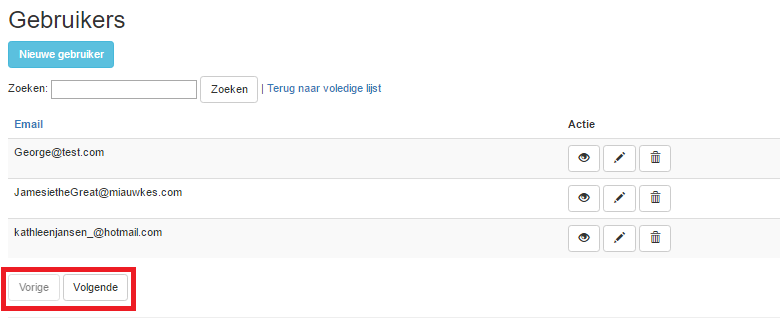 Gebruikers
Nieuwe gebruiker
Zoeken: Zoeken | Terug naar voledige lijst
Email Actie
George@test.com
JamesietheGreat@miauwkes.com
kathleenjansen_@hotmail.com
Vorige Volgende